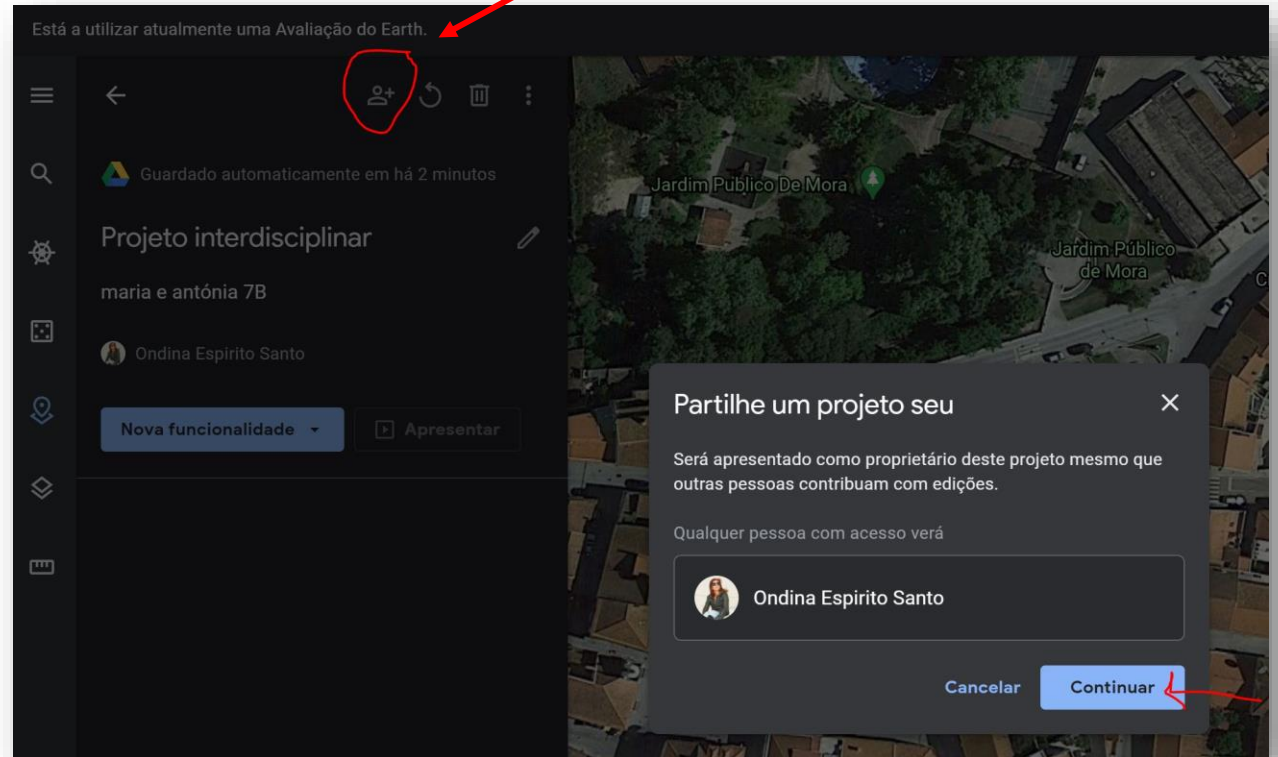 Está a utilizar atualmente uma Avaliação do Earth.
Guardado automaticamente em há 2 minutos
Projeto interdisciplinar
maria e antónia 7B
Ondina Espirito Santo
Nova funcionalidade
Apresentar
Jardim Publico De Mora
Jardim Público
de Mora
C
Partilhe um projeto seu
Será apresentado como proprietário deste projeto mesmo que
outras pessoas contribuam com edições.
Qualquer pessoa com acesso verá
Ondina Espirito Santo
Cancelar
Continuar